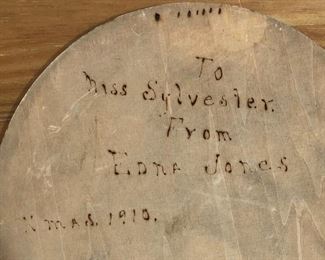 To
Miss Sylvester.
From
Edna Jones
Xmas. 1910.